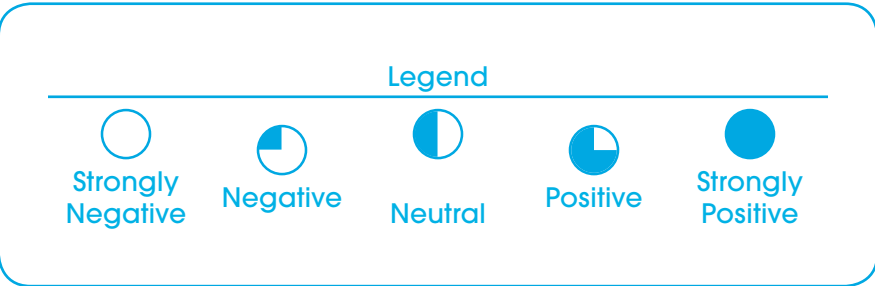 Legend
Strongly
Negative
Negative
Neutral
Positive
Strongly
Positive